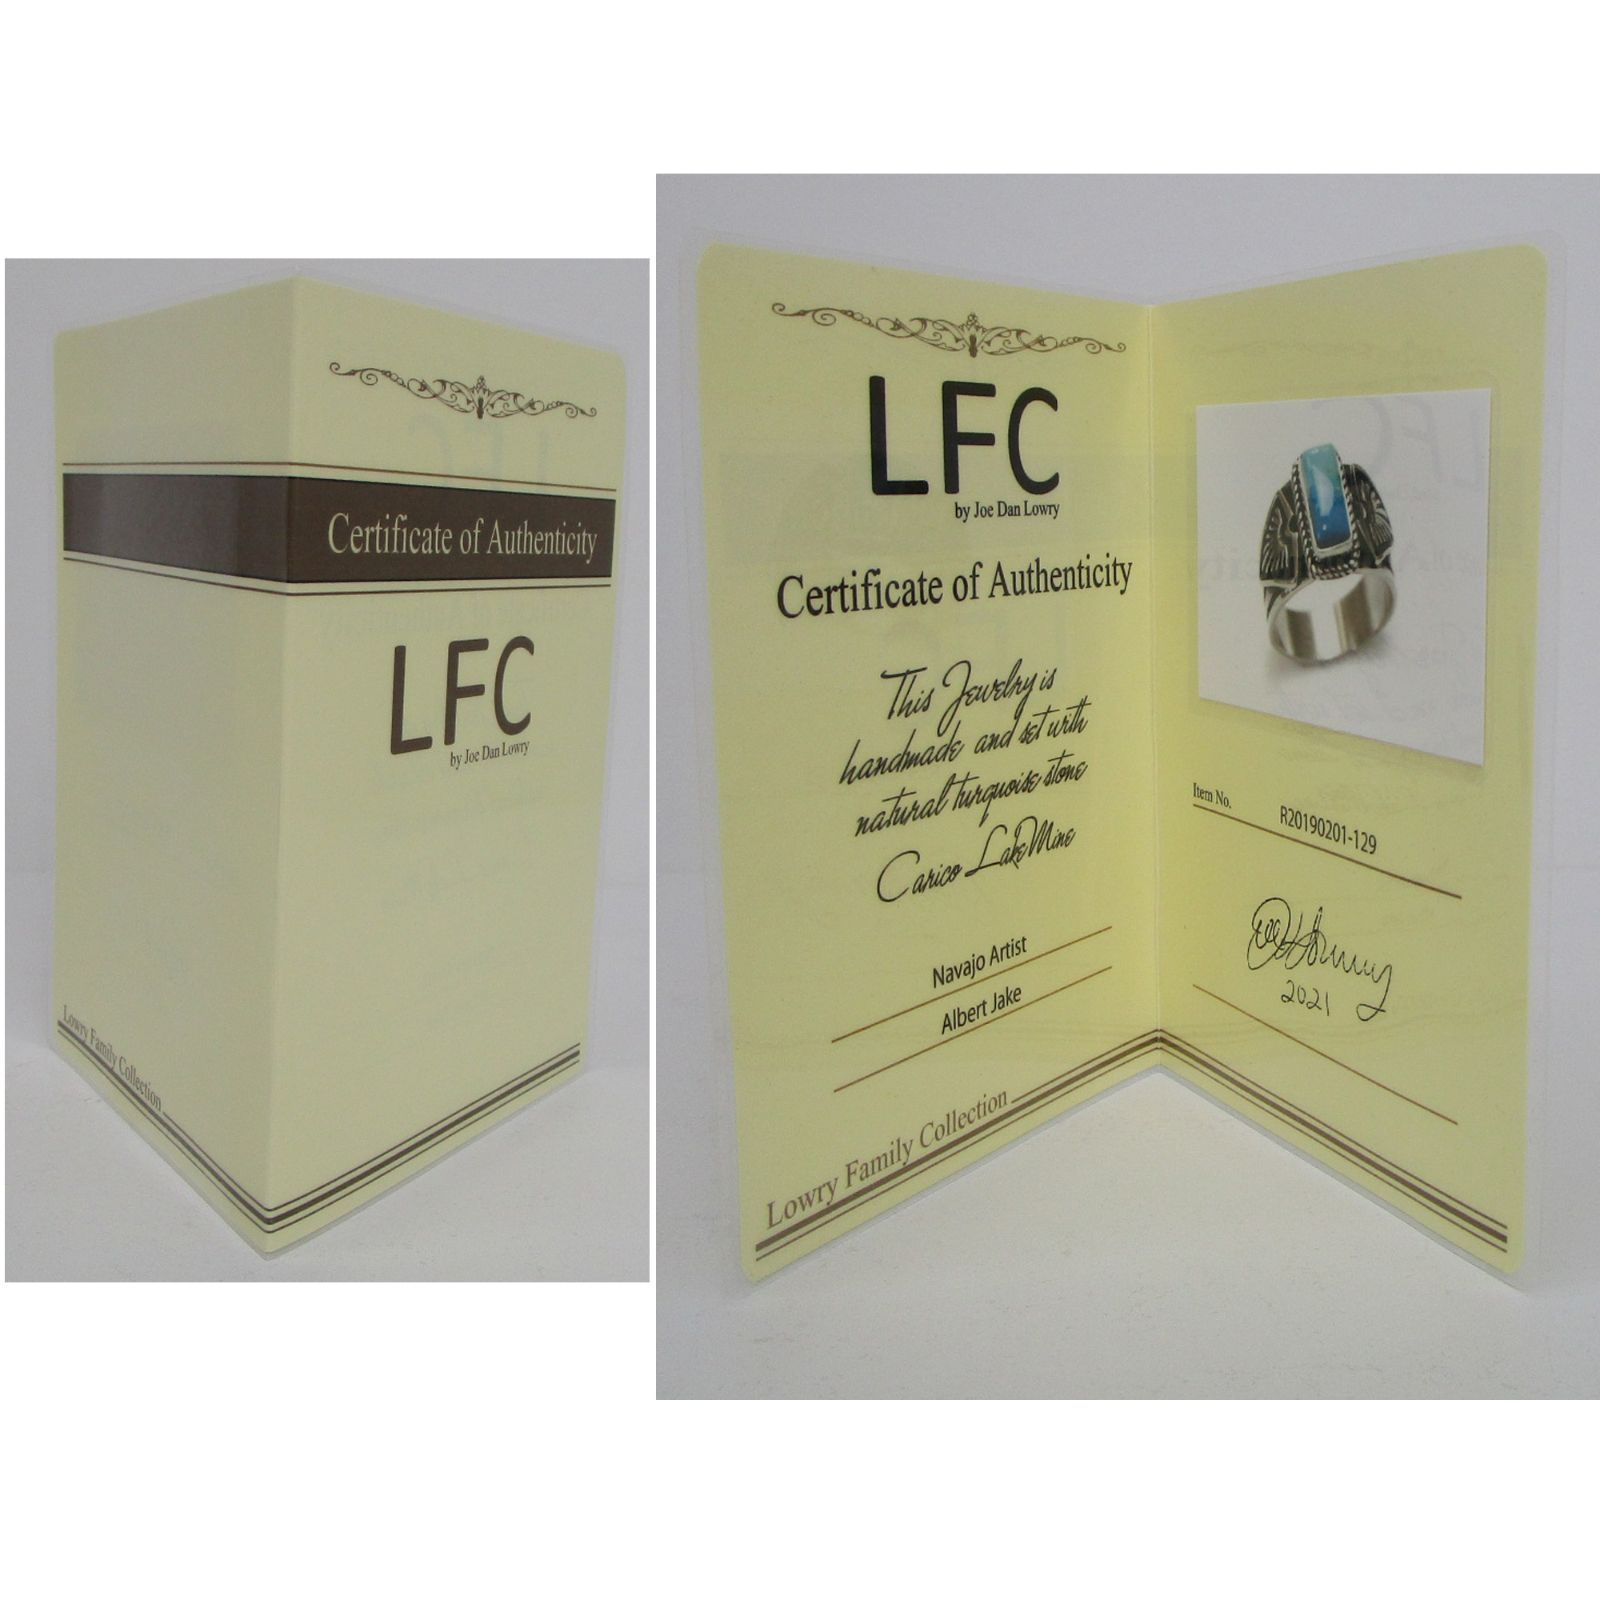 Certificate of Authenticity
LFC
by Joe Dan Lowry
Lowry Family Collection
LFC
by Joe Dan Lowry
Certificate of Authenticity
This Jewelry is
handmade and set with
natural turquoise stone
Carico Lake Mine
Navajo Artist
Albert Jake
Lowry Family Collection
Item No.
R20190201-129
2021